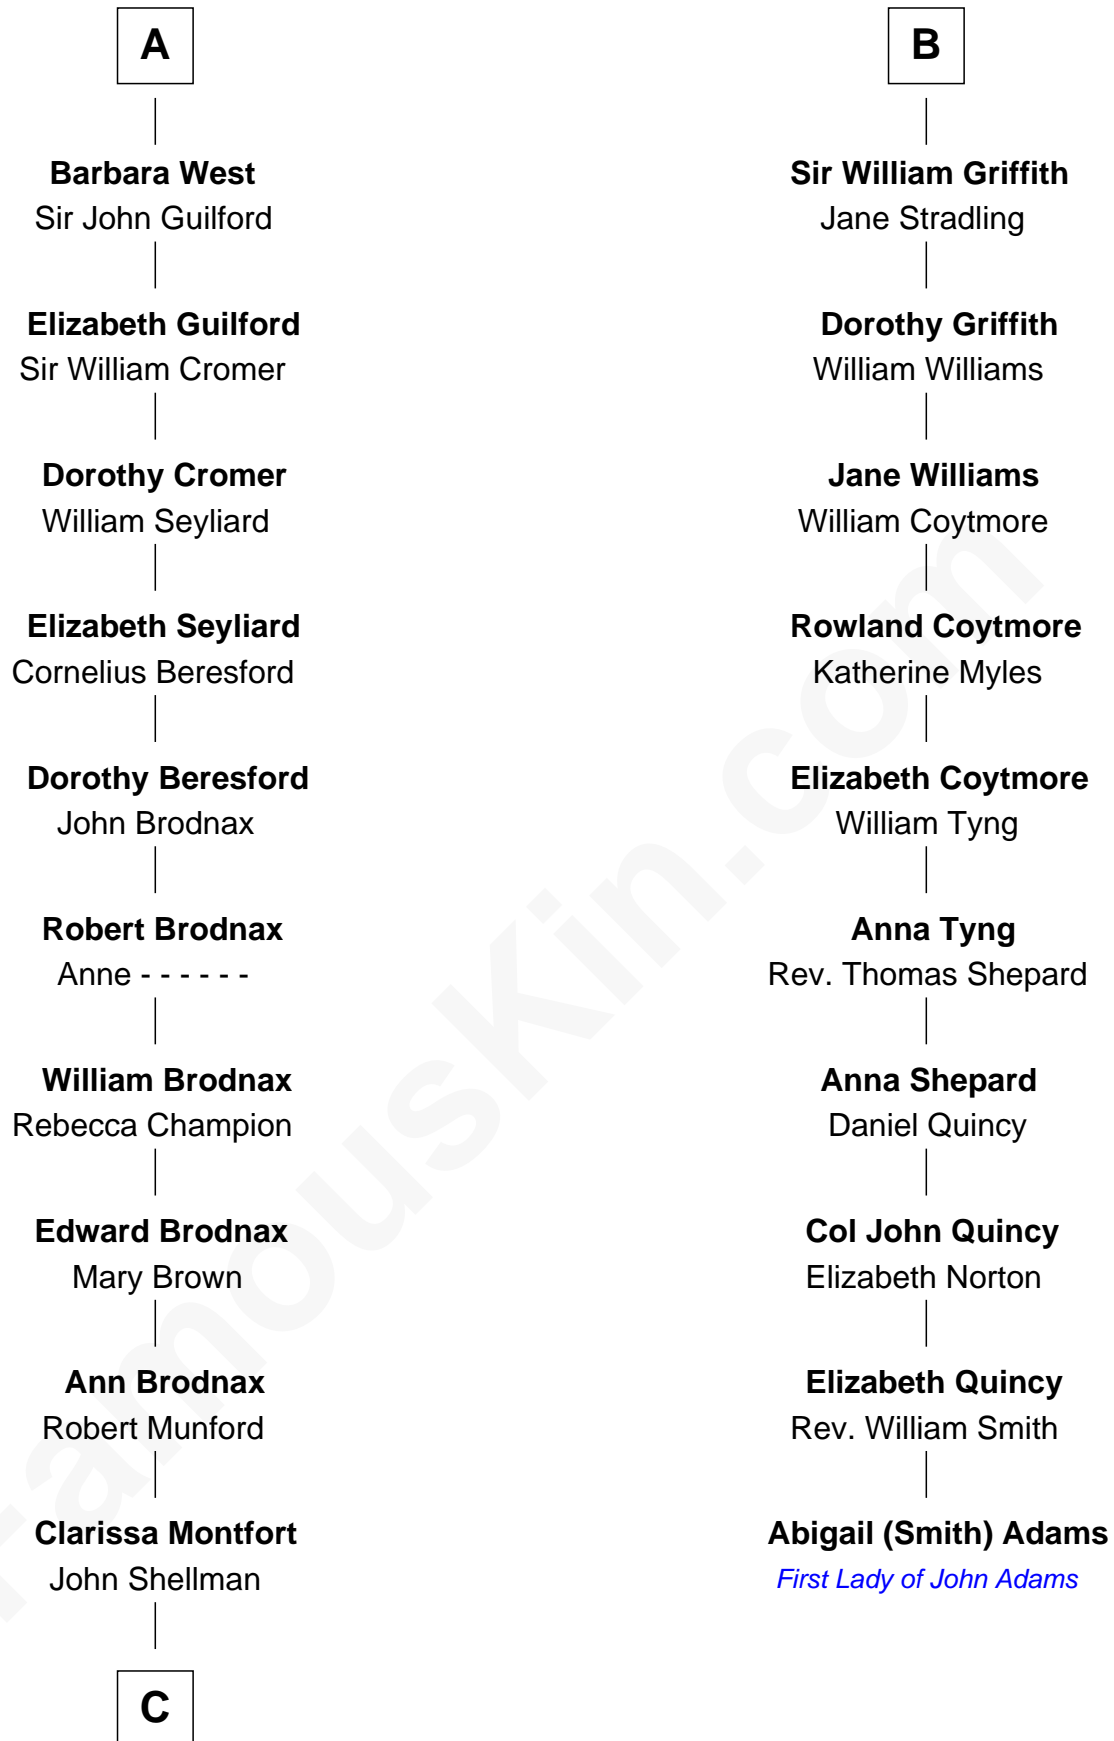 A
Barbara West
Sir John Guilford
Elizabeth Guilford
Sir William Cromer
Dorothy Cromer
William Seyliard
Elizabeth Seyliard
Cornelius Beresford
Dorothy Beresford
John Brodnax
Robert Brodnax
Anne - - - - - -
William Brodnax
Rebecca Champion
Edward Brodnax
Mary Brown
Ann Brodnax
Robert Munford
Clarissa Montfort
John Shellman
C
B
Sir William Griffith
Jane Stradling
Dorothy Griffith
William Williams
Jane Williams
William Coytmore
Rowland Coytmore
Katherine Myles
Elizabeth Coytmore
William Tyng
Anna Tyng
Rev. Thomas Shepard
Anna Shepard
Daniel Quincy
Col John Quincy
Elizabeth Norton
Elizabeth Quincy
Rev. William Smith
Abigail (Smith) Adams
First Lady of John Adams
FamousKin.com